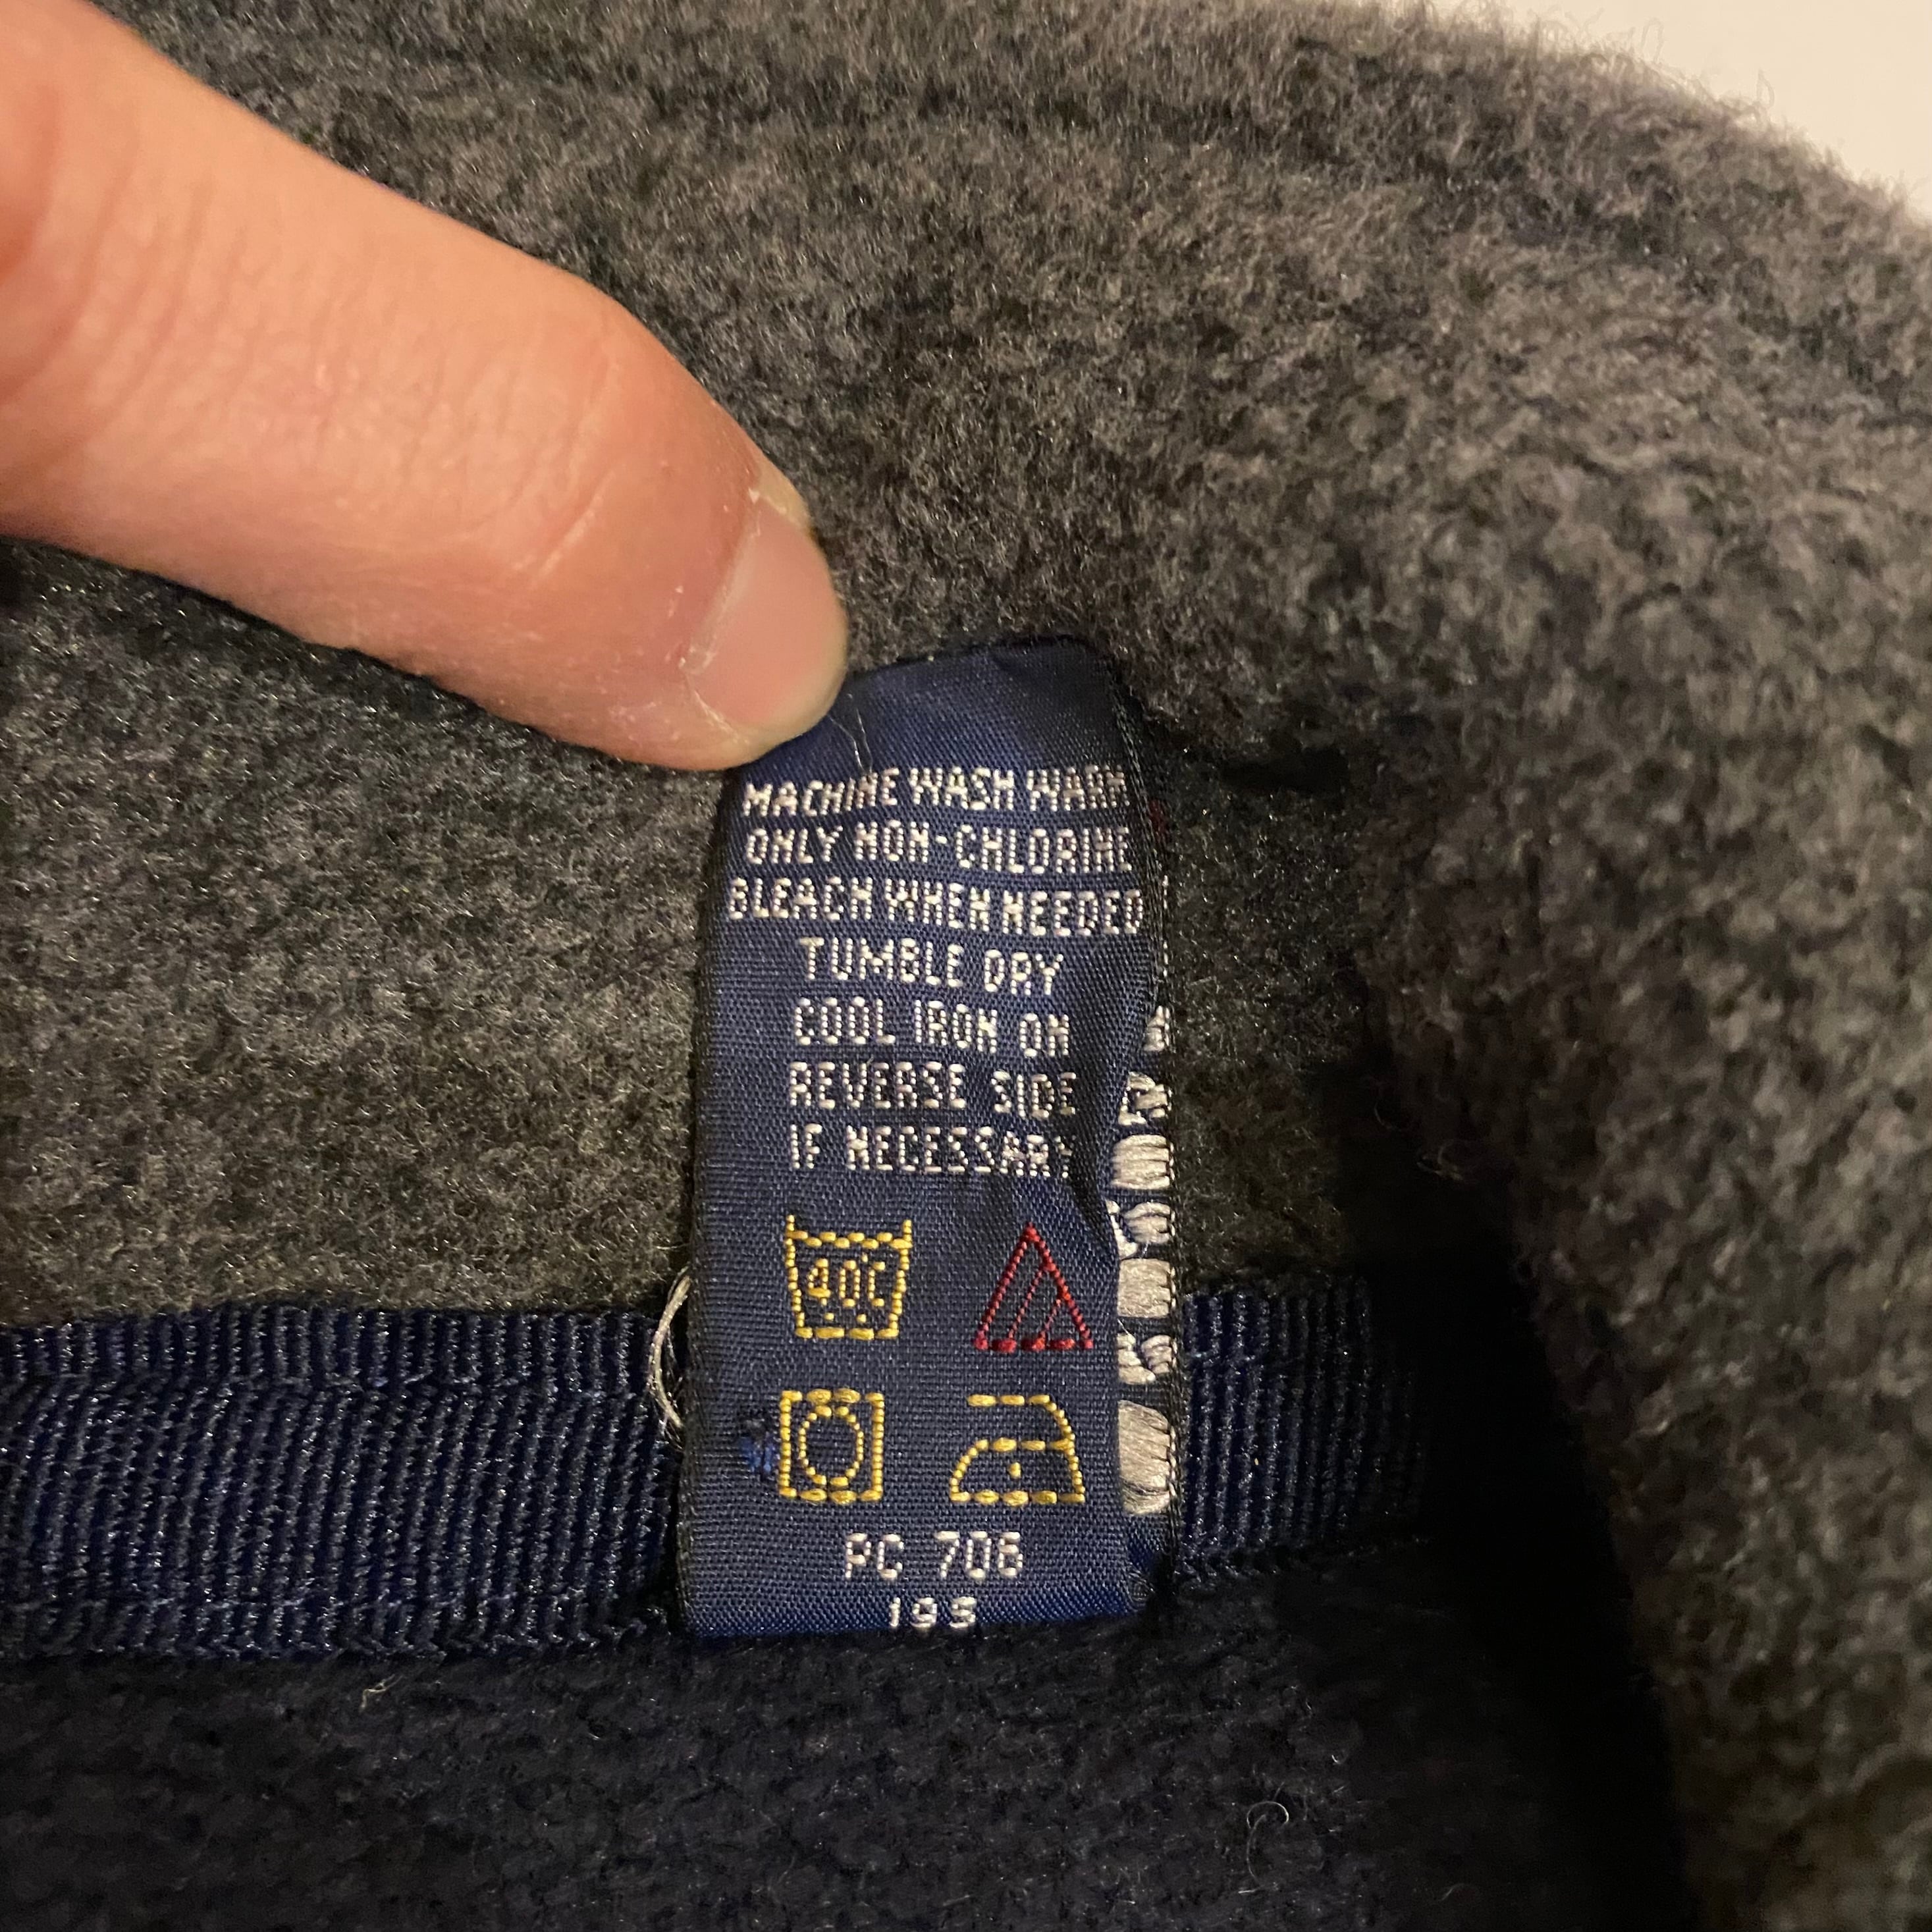 MACHINE WASH WARM
ONLY NON-CHLORINE
BLEACH WHEN NEEDED
TUMBLE DRY
COOL IRON ON
REVERSE SIDE
IF NECESSARY
40C
PC 706